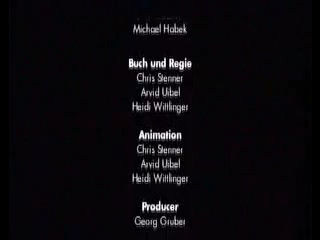 Michael Habek
Buch und Regie
Chris Stenner
Arvid Uibel
Heidi Wittlinger
Animation
Chris Stenner
Arvid Uibel
Heidi Wittlinger
Producer
Georg Gruber